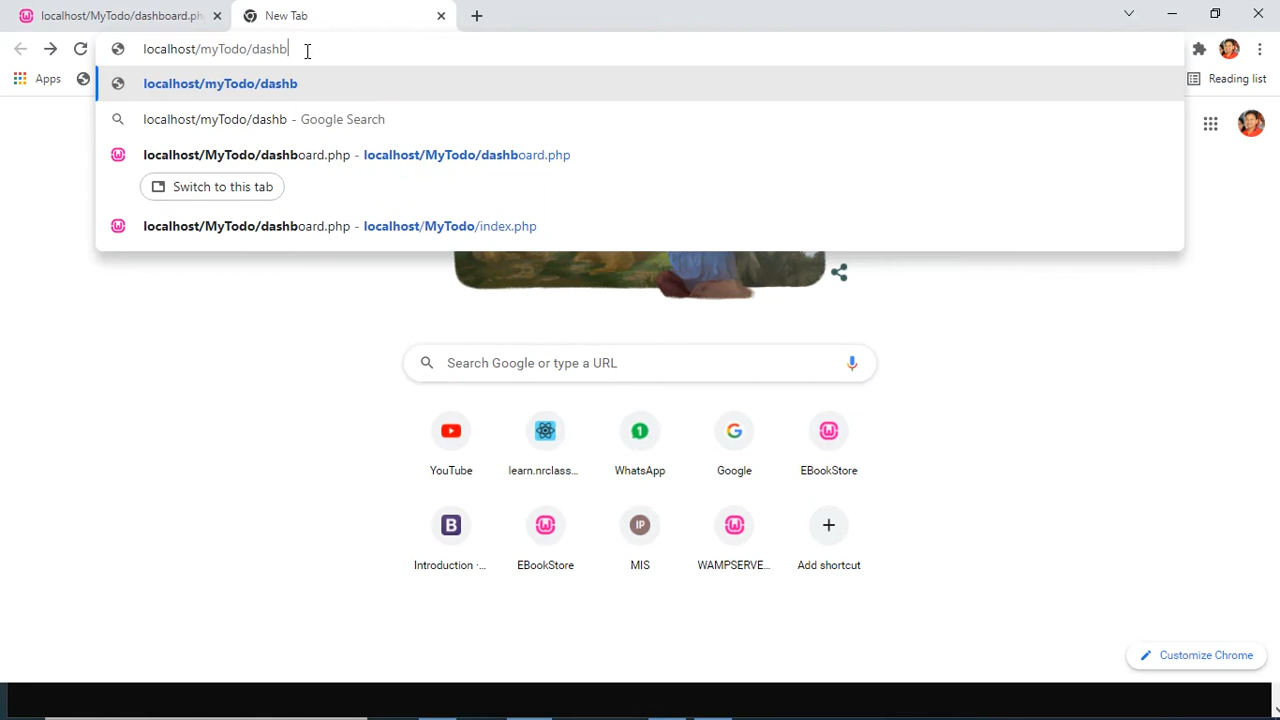 localhost/MyTodo/dashboard.ph
New Tab
localhost/myTodo/dashb
Apps
Reading list
localhost/myTodo/dashb
localhost/myTodo/dashb - Google Search
localhost/MyTodo/dashboard.php - localhost/MyTodo/dashboard.php
Switch to this tab
localhost/MyTodo/dashboard.php - localhost/MyTodo/index.php
Search Google or type a URL
1
YouTube
learn.nrclass...
WhatsApp
Google
EBookStore
B
IP
Introduction ·...
EBookStore
MIS
WAMPSERVE...
Add shortcut
Customize Chrome